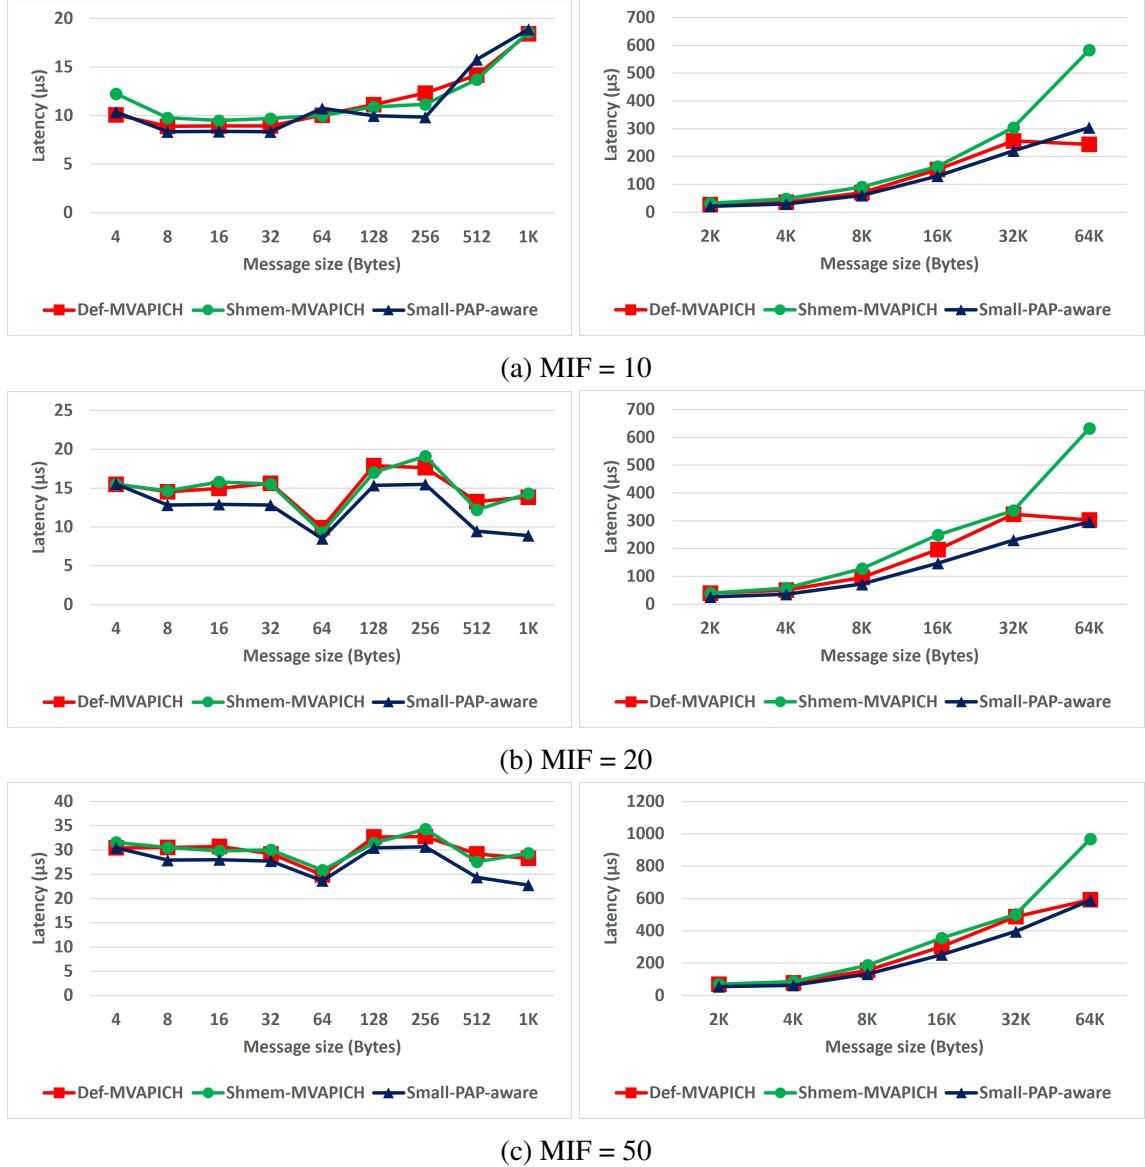 20
15
10
5
0
Latency (µs)
4 8 16 32 64 128 256 512 1K
Message size (Bytes)
Def-MVAPICH Shmem-MVAPICH Small-PAP-aware
700
600
500
400
300
200
100
0
Latency (µs)
2K 4K 8K 16K 32K 64K
Message size (Bytes)
Def-MVAPICH Shmem-MVAPICH Small-PAP-aware
(a) MIF = 10
25
20
15
10
5
0
Latency (µs)
4 8 16 32 64 128 256 512 1K
Message size (Bytes)
Def-MVAPICH Shmem-MVAPICH Small-PAP-aware
700
600
500
400
300
200
100
0
Latency (µs)
2K 4K 8K 16K 32K 64K
Message size (Bytes)
Def-MVAPICH Shmem-MVAPICH Small-PAP-aware
(b) MIF = 20
40
35
30
25
20
15
10
5
0
Latency (µs)
4 8 16 32 64 128 256 512 1K
Message size (Bytes)
Def-MVAPICH Shmem-MVAPICH Small-PAP-aware
1200
1000
800
600
400
200
0
Latency (µs)
2K 4K 8K 16K 32K 64K
Message size (Bytes)
Def-MVAPICH Shmem-MVAPICH Small-PAP-aware
(c) MIF = 50